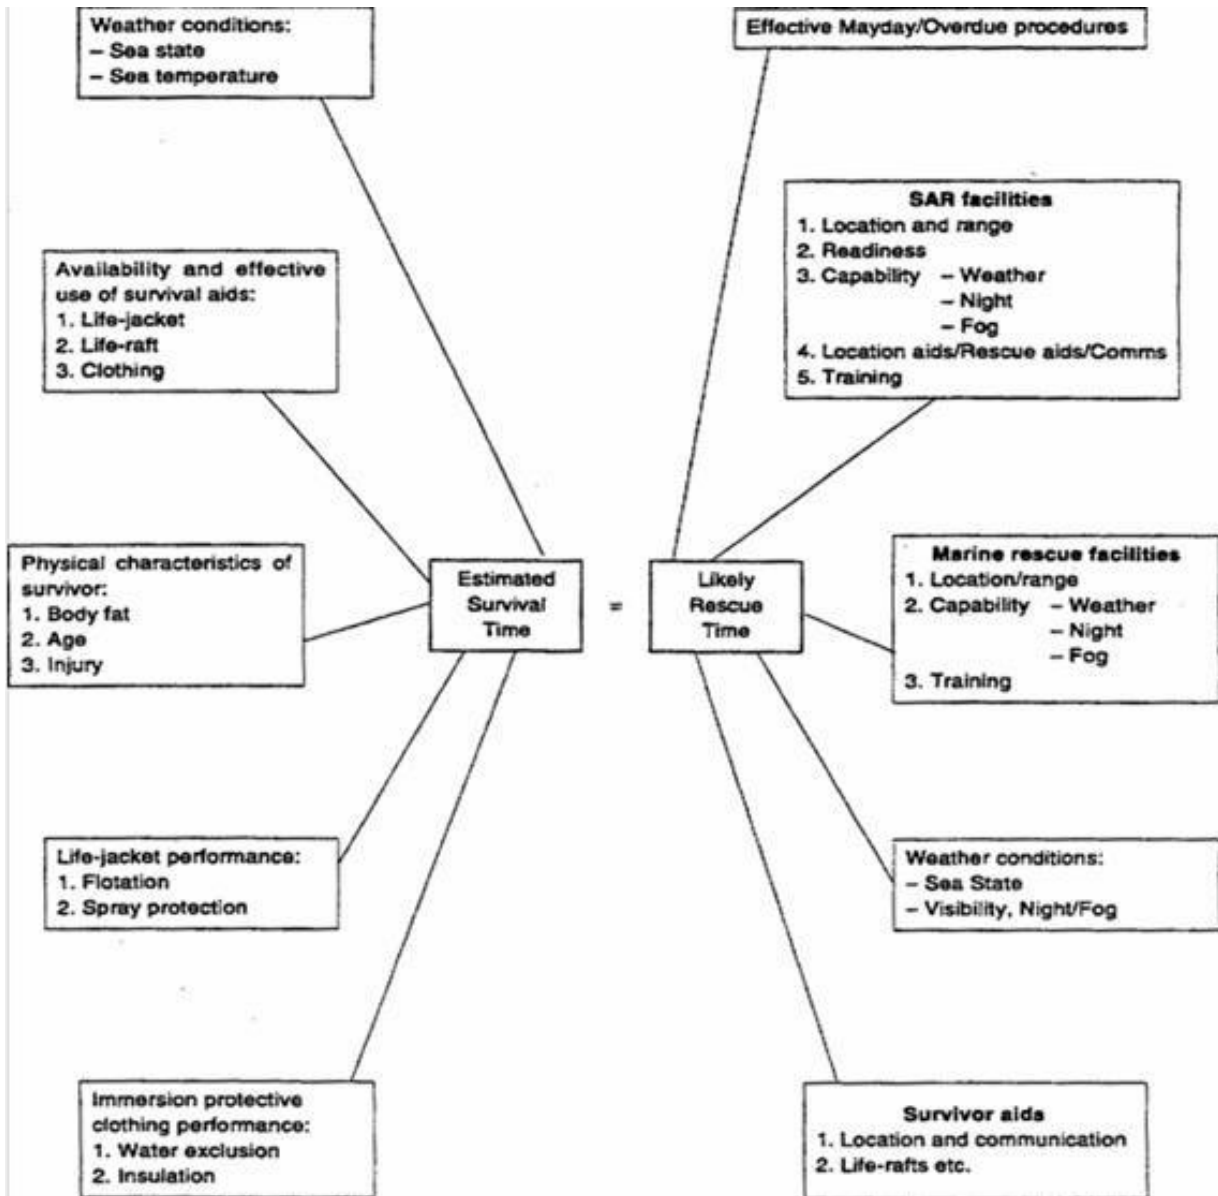 Weather conditions:
– Sea state
– Sea temperature
Availability and effective
use of survival aids:
1. Life-jacket
2. Life-raft
3. Clothing
Physical characteristics of
survivor:
1. Body fat
2. Age
3. Injury
Life-jacket performance:
1. Flotation
2. Spray protection
Immersion protective
clothing performance:
1. Water exclusion
2. Insulation
Estimated
Survival
Time
=
Likely
Rescue
Time
Effective Mayday/Overdue procedures
SAR facilities
1. Location and range
2. Readiness
3. Capability – Weather
– Night
– Fog
4. Location aids/Rescue aids/Comms
5. Training
Marine rescue facilities
1. Location/range
2. Capability – Weather
– Night
– Fog
3. Training
Weather conditions:
– Sea State
– Visibility, Night/Fog
Survivor aids
1. Location and communication
2. Life-rafts etc.